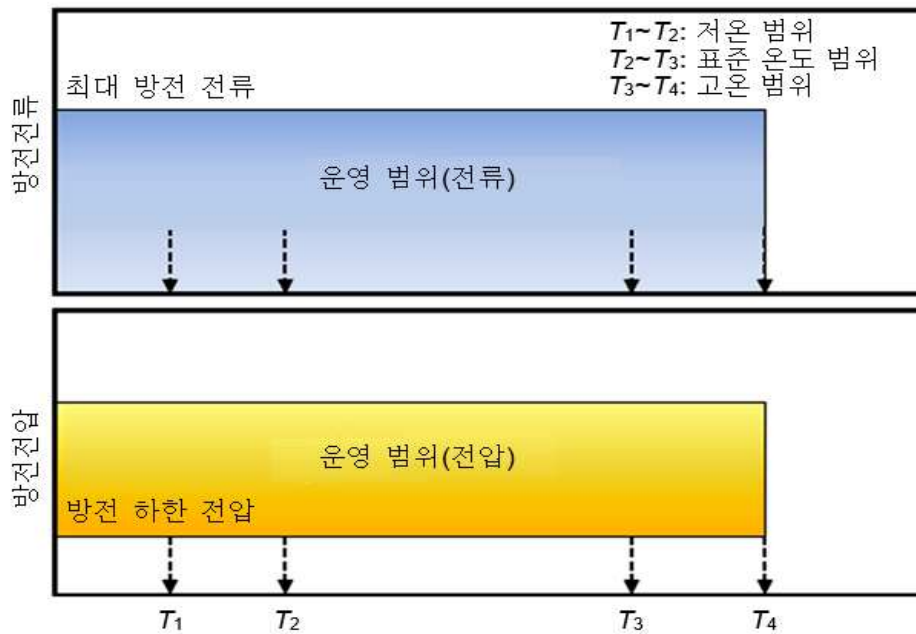 T₁~T₂: 저온 범위
T₂~T₃: 표준 온도 범위
T₃~T₄: 고온 범위
최대 방전 전류
방전전류
운영 범위(전류)
방전전압
운영 범위(전압)
방전 하한 전압
T₁ T₂ T₃ T₄